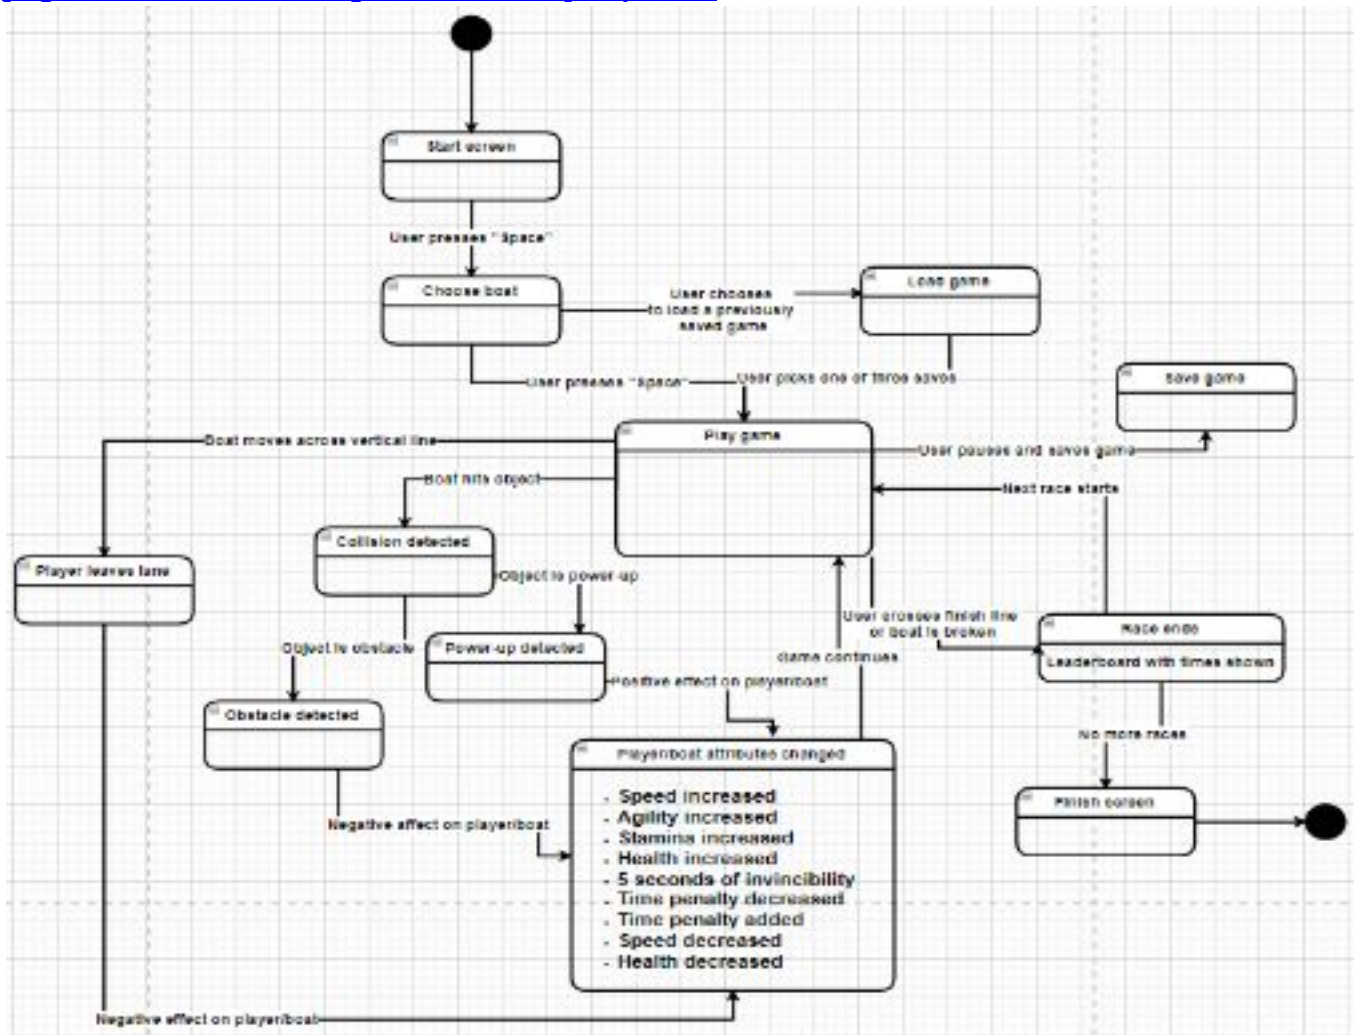 Start screen
User presses "Space"
Choose boat
User chooses
to load a previously
saved game
Load game
User presses "Space"
User picks one of three saves
Save game
Play game
Boat moves across vertical line
User pauses and saves game
Boat hits object
Next race starts
Collision detected
Player leaves lane
Object is power-up
User crosses finish line
or boat is broken
Race ends
Leaderboard with times shown
Object is obstacle
Power-up detected
Game continues
Positive effect on player/boat
Obstacle detected
No more races
Player/boat attributes changed
- Speed increased
- Agility increased
- Stamina increased
- Health increased
- 5 seconds of invincibility
- Time penalty decreased
- Time penalty added
- Speed decreased
- Health decreased
Finish screen
Negative affect on player/boat
Negative effect on player/boat